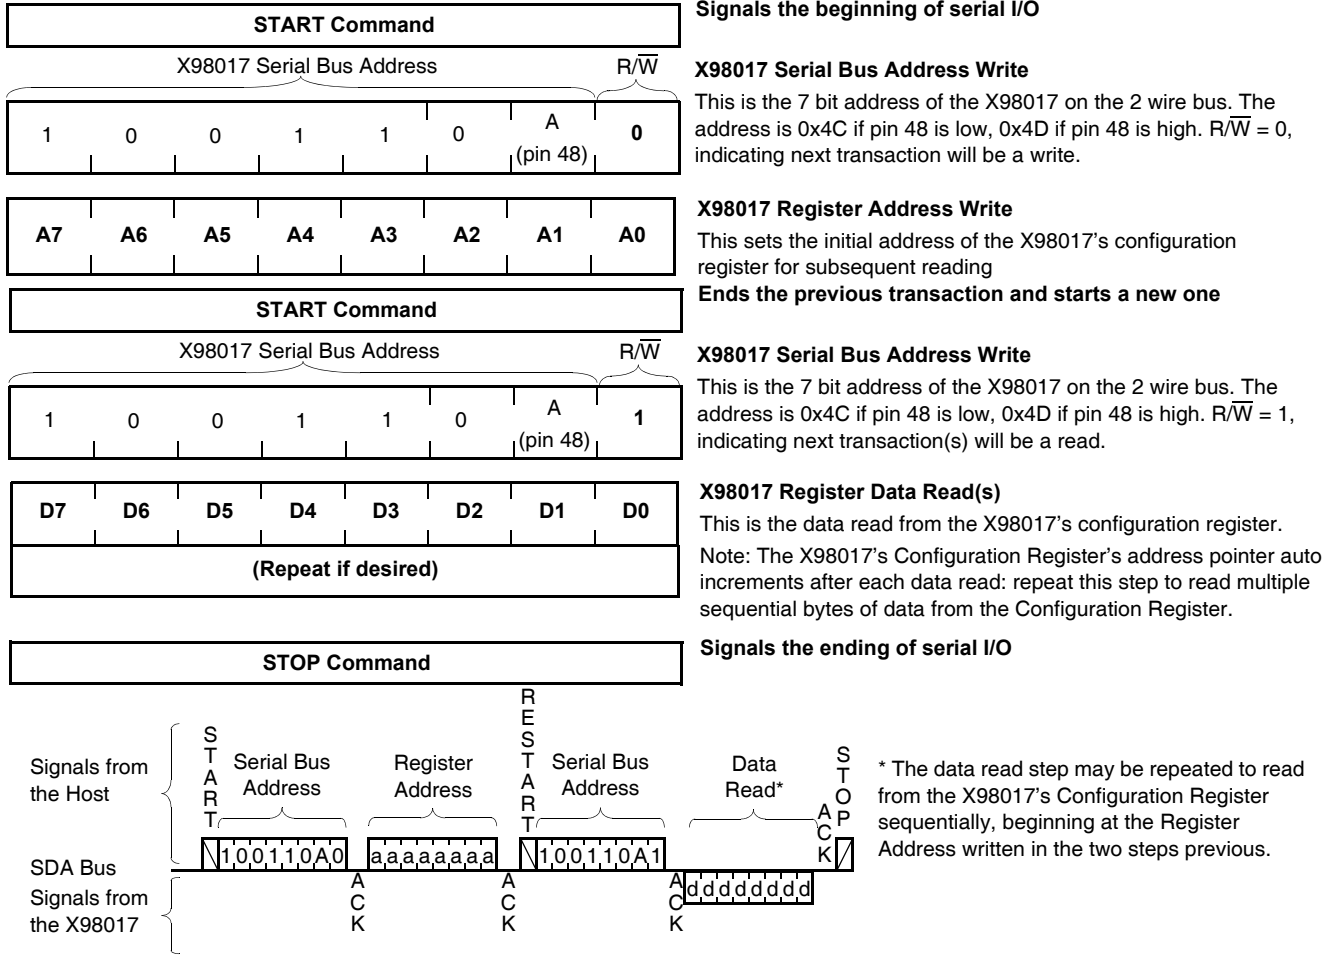 START Command
Signals the beginning of serial I/O
X98017 Serial Bus Address R/W̅
1 0 0 1 1 0 A (pin 48) 0
X98017 Serial Bus Address Write
This is the 7 bit address of the X98017 on the 2 wire bus. The
address is 0x4C if pin 48 is low, 0x4D if pin 48 is high. R/W̅ = 0,
indicating next transaction will be a write.
A7 A6 A5 A4 A3 A2 A1 A0
X98017 Register Address Write
This sets the initial address of the X98017's configuration
register for subsequent reading
START Command
Ends the previous transaction and starts a new one
X98017 Serial Bus Address R/W̅
1 0 0 1 1 0 A (pin 48) 1
X98017 Serial Bus Address Write
This is the 7 bit address of the X98017 on the 2 wire bus. The
address is 0x4C if pin 48 is low, 0x4D if pin 48 is high. R/W̅ = 1,
indicating next transaction(s) will be a read.
D7 D6 D5 D4 D3 D2 D1 D0
(Repeat if desired)
X98017 Register Data Read(s)
This is the data read from the X98017's configuration register.
Note: The X98017's Configuration Register's address pointer auto
increments after each data read: repeat this step to read multiple
sequential bytes of data from the Configuration Register.
STOP Command
Signals the ending of serial I/O
Signals from
the Host
START
Serial Bus
Address
Register
Address
RESTART
Serial Bus
Address
Data
Read*
ACK
STOP
* The data read step may be repeated to read
from the X98017's Configuration Register
sequentially, beginning at the Register
Address written in the two steps previous.
SDA Bus
1 0 0 1 1 0 A 0
a a a a a a a a
1 0 0 1 1 0 A 1
Signals from
the X98017
ACK
ACK
ACK
d d d d d d d d